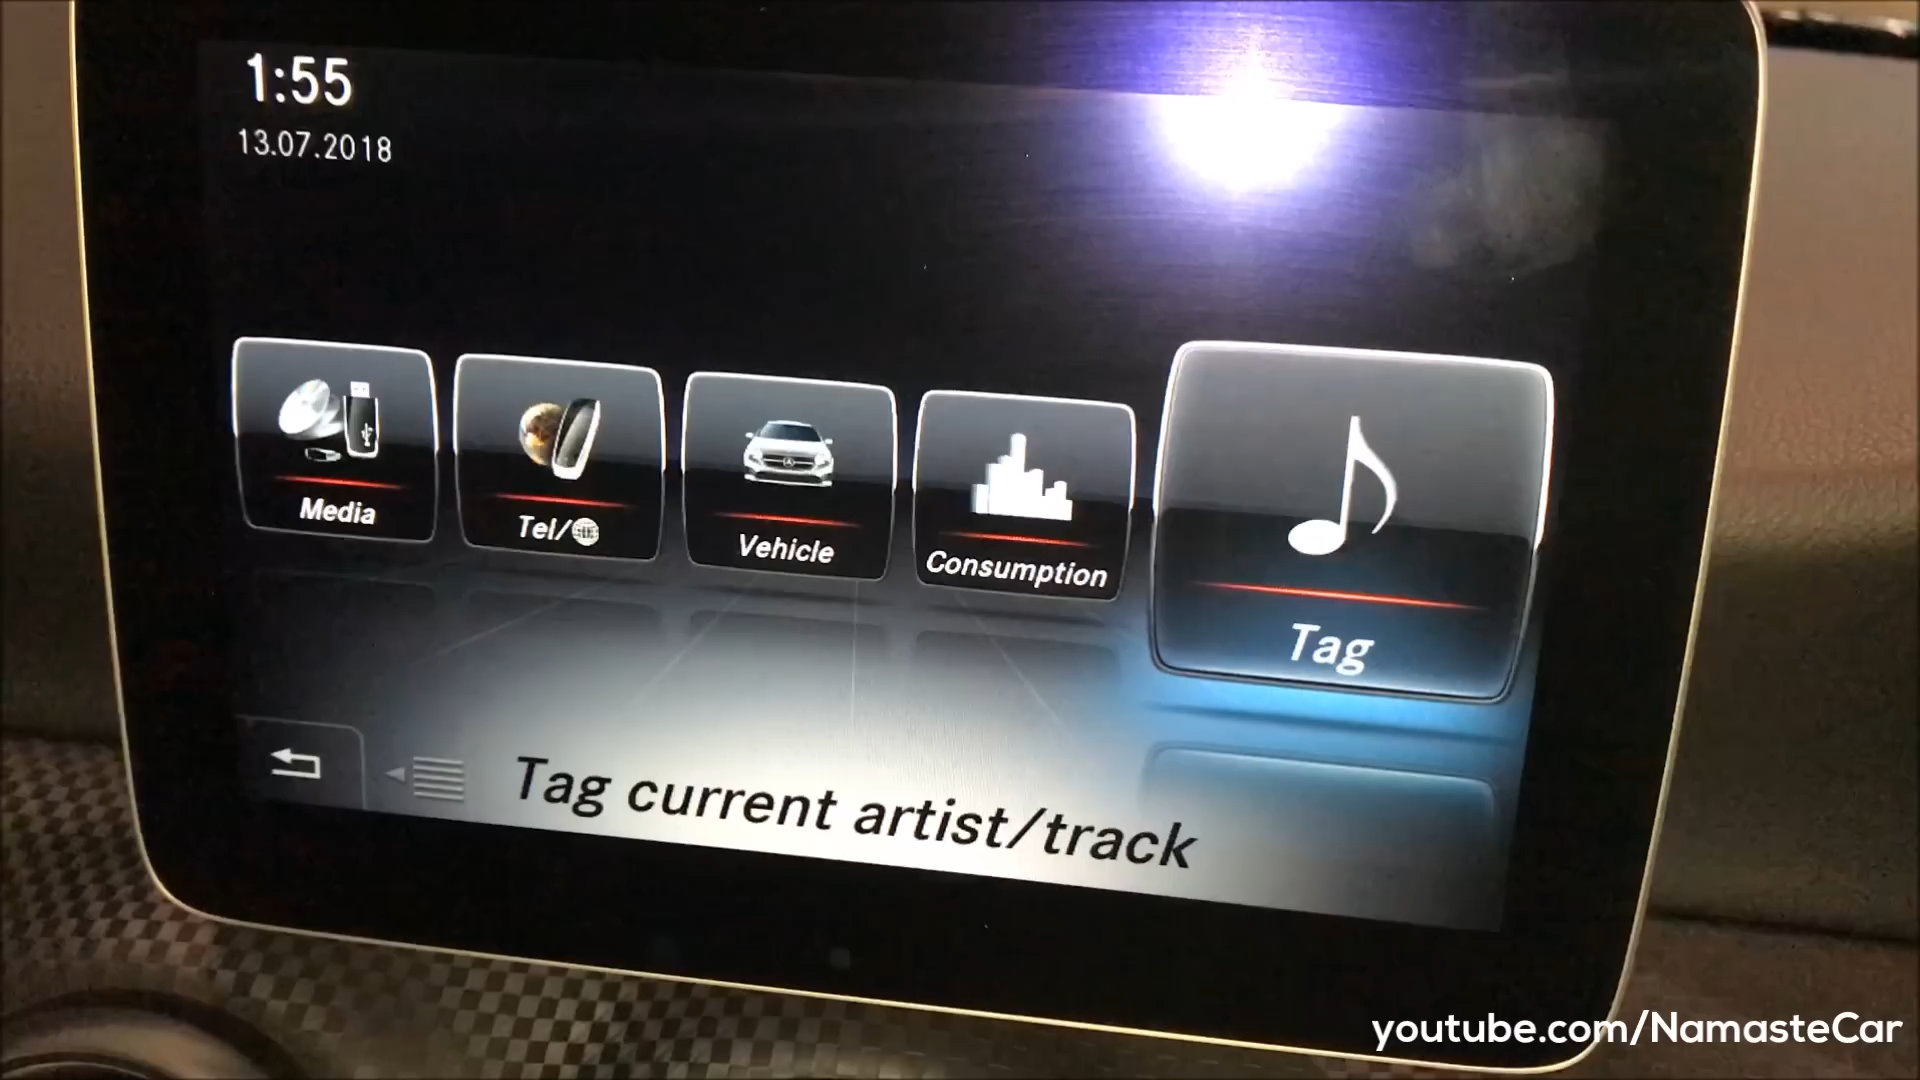 1:55
13.07.2018
Media
Tel/
Vehicle
Consumption
Tag
Tag current artist/track
youtube.com/NamasteCar